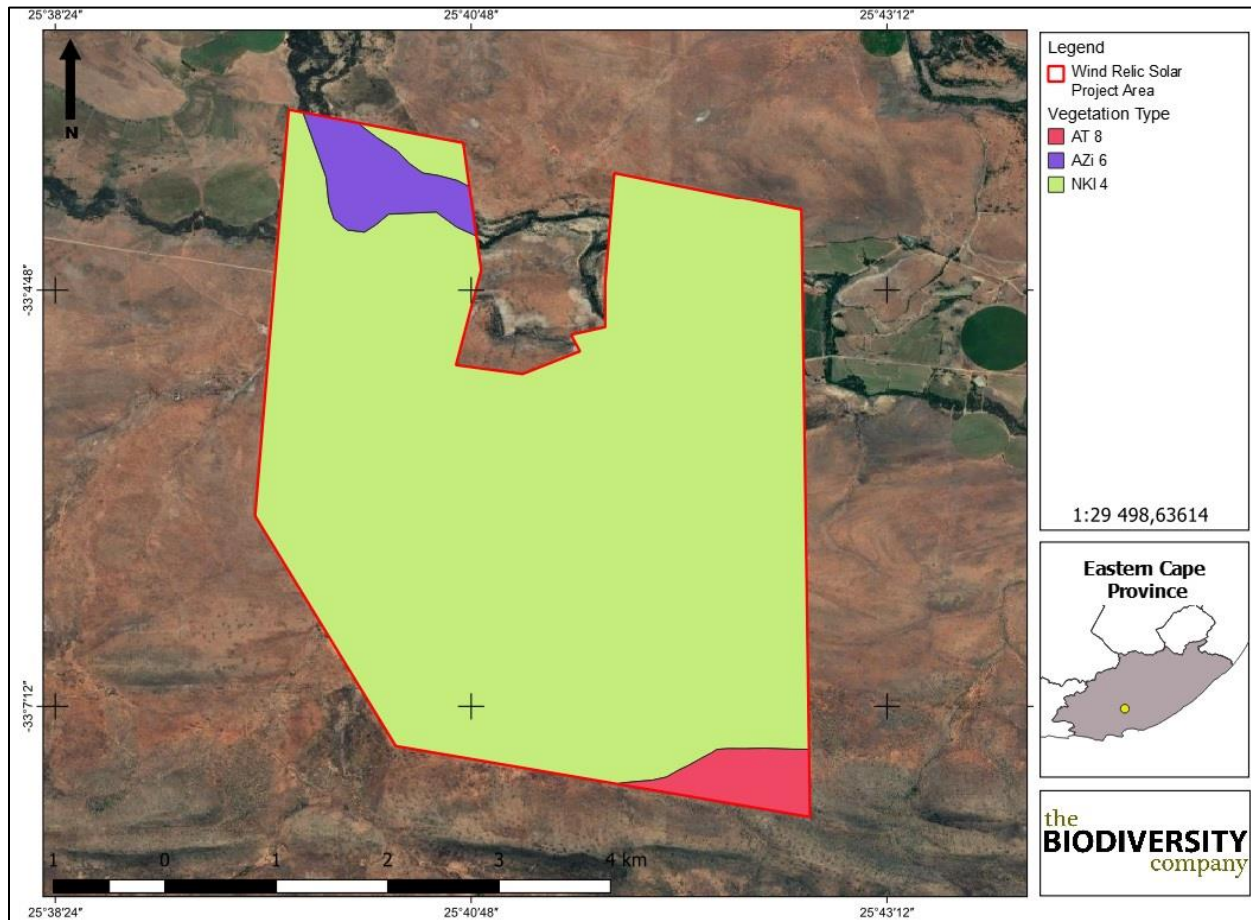 25°38'24" 25°40'48" 25°43'12"
N
-33°4'48"
-33°7'12"
1 0 1 2 3 4 km
25°38'24" 25°40'48" 25°43'12"
Legend
Wind Relic Solar
Project Area
Vegetation Type
AT 8
AZi 6
NKl 4
1:29 498,63614
Eastern Cape
Province
the
BIODIVERSITY
company